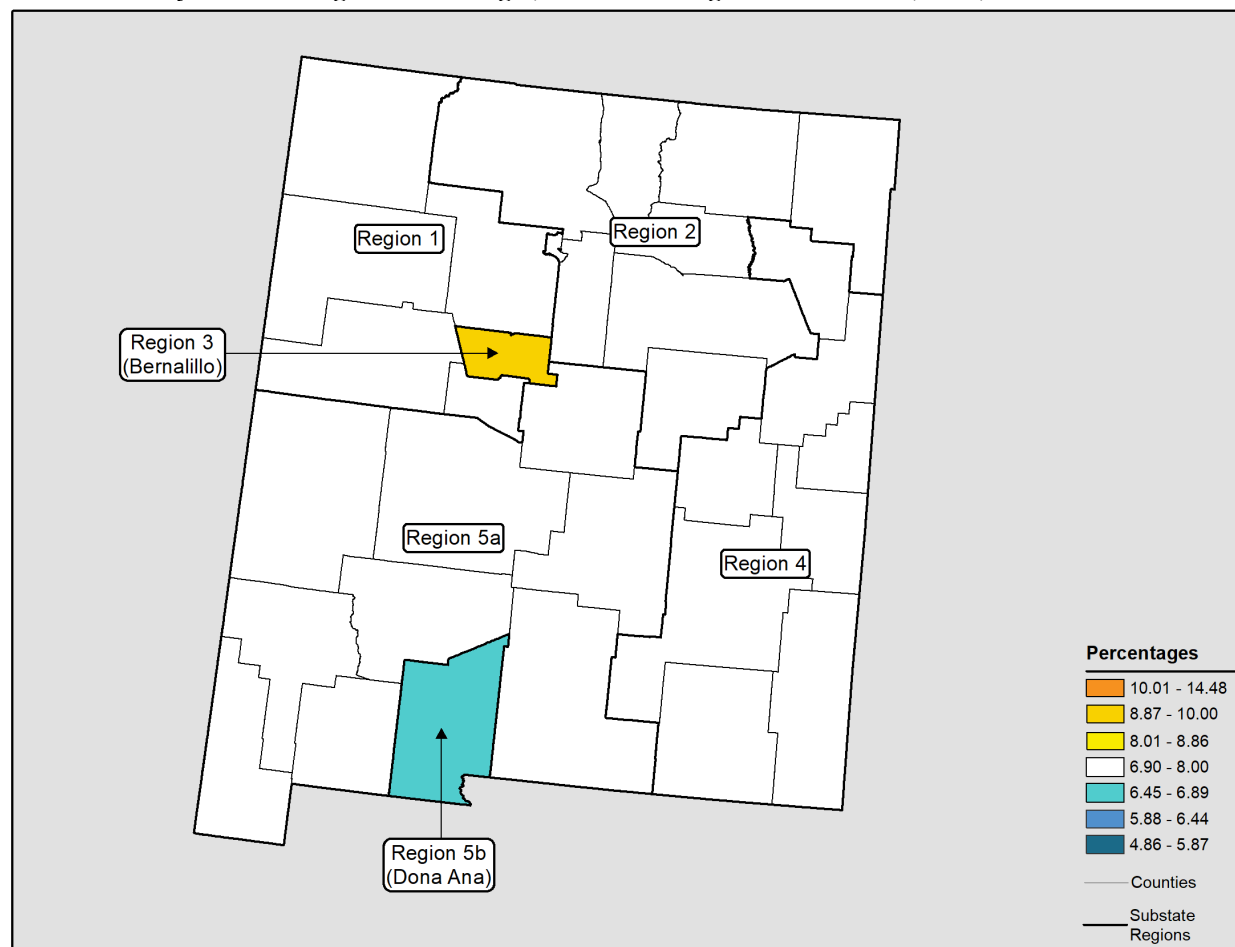 Region 1
Region 2
Region 3
(Bernalillo)
Region 5a
Region 4
Region 5b
(Dona Ana)
Percentages
10.01 - 14.48
8.87 - 10.00
8.01 - 8.86
6.90 - 8.00
6.45 - 6.89
5.88 - 6.44
4.86 - 5.87
Counties
Substate
Regions